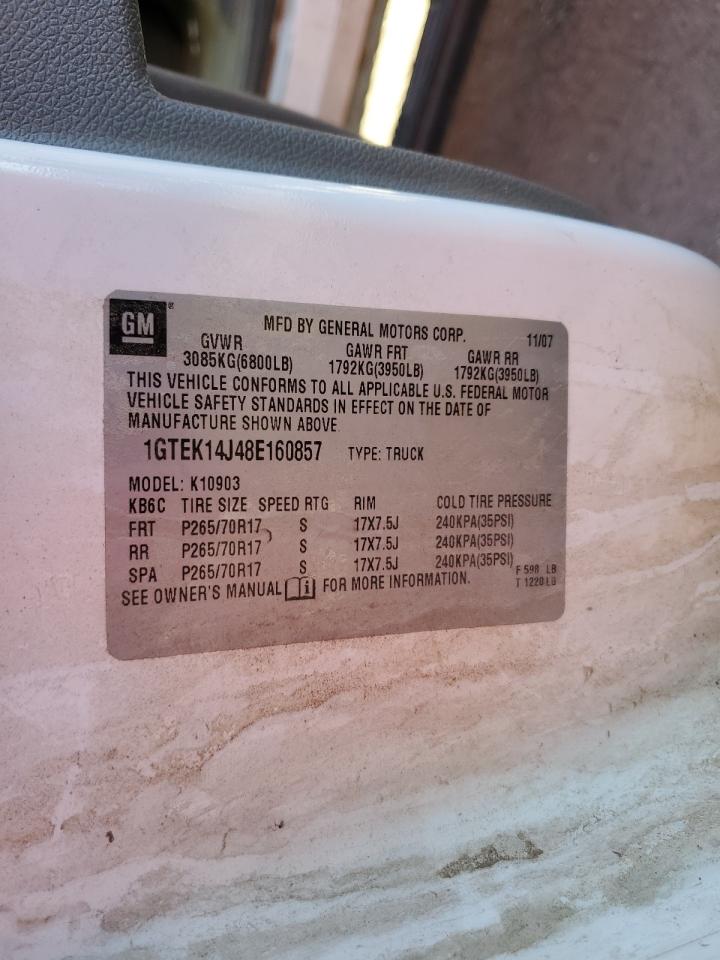 GM®
MFD BY GENERAL MOTORS CORP. 11/07
GVWR GAWR FRT GAWR RR
3085KG(6800LB) 1792KG(3950LB) 1792KG(3950LB)
THIS VEHICLE CONFORMS TO ALL APPLICABLE U.S. FEDERAL MOTOR
VEHICLE SAFETY STANDARDS IN EFFECT ON THE DATE OF
MANUFACTURE SHOWN ABOVE.
1GTEK14J48E160857 TYPE: TRUCK
MODEL: K10903
KB6C TIRE SIZE SPEED RTG RIM COLD TIRE PRESSURE
FRT P265/70R17 S 17X7.5J 240KPA(35PSI)
RR P265/70R17 S 17X7.5J 240KPA(35PSI)
SPA P265/70R17 S 17X7.5J 240KPA(35PSI)
F 598 LB
SEE OWNER'S MANUAL FOR MORE INFORMATION.
T 1220 LB